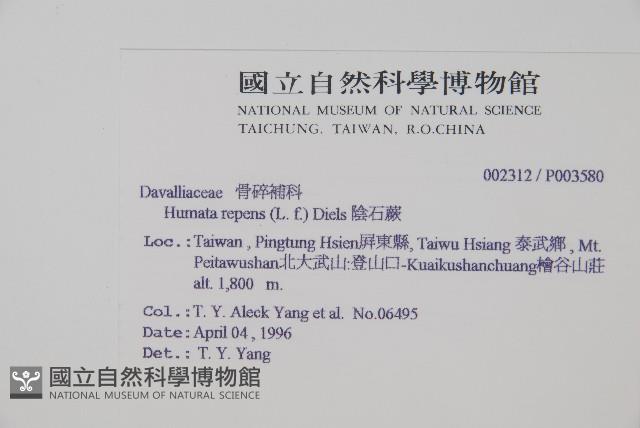 國立自然科學博物館
NATIONAL MUSEUM OF NATURAL SCIENCE
TAICHUNG, TAIWAN, R.O.CHINA
002312 / P003580
Davalliaceae 骨碎補科
Humata repens (L. f.) Diels 陰石蕨
Loc.: Taiwan , Pingtung Hsien屏東縣, Taiwu Hsiang 泰武鄉 , Mt.
Peitawushan北大武山:登山口-Kuaikushanchuang檜谷山莊
alt. 1,800 m.
Col.: T. Y. Aleck Yang et al. No.06495
Date: April 04 , 1996
Det.: T. Y. Yang
國立自然科學博物館
NATIONAL MUSEUM OF NATURAL SCIENCE